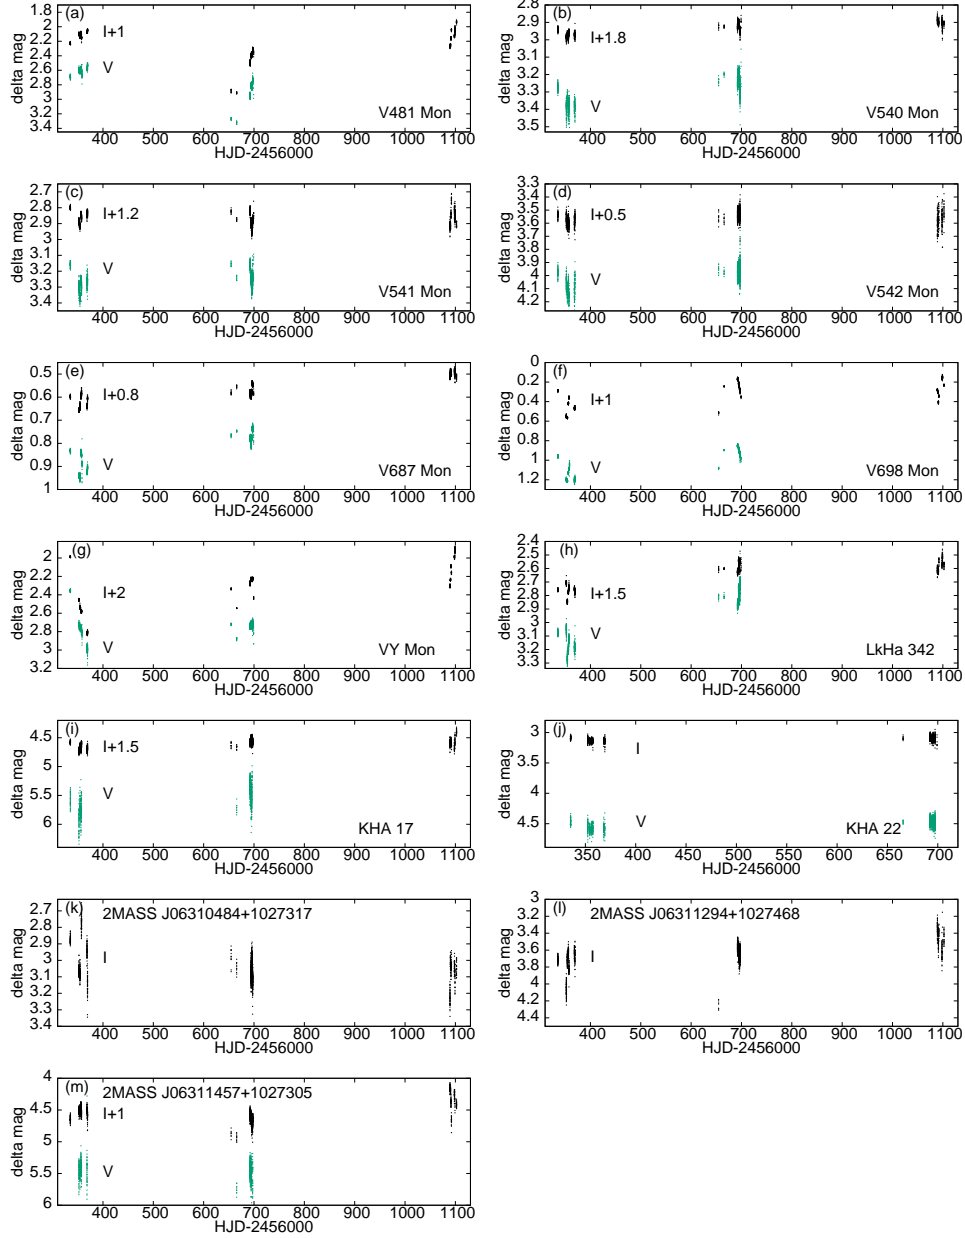 (a)
1.8
2
2.2
2.4
2.6
2.8
3
3.2
3.4
delta mag
I+1
V
V481 Mon
400 500 600 700 800 900 1000 1100
HJD-2456000
(b)
2.8
2.9
3
3.1
3.2
3.3
3.4
3.5
delta mag
I+1.8
V
V540 Mon
400 500 600 700 800 900 1000 1100
HJD-2456000
(c)
2.7
2.8
2.9
3
3.1
3.2
3.3
3.4
delta mag
I+1.2
V
V541 Mon
400 500 600 700 800 900 1000 1100
HJD-2456000
(d)
3.3
3.4
3.5
3.6
3.7
3.8
3.9
4
4.1
4.2
delta mag
I+0.5
V
V542 Mon
400 500 600 700 800 900 1000 1100
HJD-2456000
(e)
0.5
0.6
0.7
0.8
0.9
1
delta mag
I+0.8
V
V687 Mon
400 500 600 700 800 900 1000 1100
HJD-2456000
(f)
0
0.2
0.4
0.6
0.8
1
1.2
delta mag
I+1
V
V698 Mon
400 500 600 700 800 900 1000 1100
HJD-2456000
(g)
2
2.2
2.4
2.6
2.8
3
3.2
delta mag
I+2
V
VY Mon
400 500 600 700 800 900 1000 1100
HJD-2456000
(h)
2.4
2.5
2.6
2.7
2.8
2.9
3
3.1
3.2
3.3
delta mag
I+1.5
V
LkHa 342
400 500 600 700 800 900 1000 1100
HJD-2456000
(i)
4.5
5
5.5
6
delta mag
I+1.5
V
KHA 17
400 500 600 700 800 900 1000 1100
HJD-2456000
(j)
3
3.5
4
4.5
delta mag
I
V
KHA 22
350 400 450 500 550 600 650 700
HJD-2456000
(k)
2.7
2.8
2.9
3
3.1
3.2
3.3
3.4
delta mag
2MASS J06310484+1027317
I
400 500 600 700 800 900 1000 1100
HJD-2456000
(l)
3
3.2
3.4
3.6
3.8
4
4.2
4.4
delta mag
2MASS J06311294+1027468
I
400 500 600 700 800 900 1000 1100
HJD-2456000
(m)
4
4.5
5
5.5
6
delta mag
2MASS J06311457+1027305
I+1
V
400 500 600 700 800 900 1000 1100
HJD-2456000